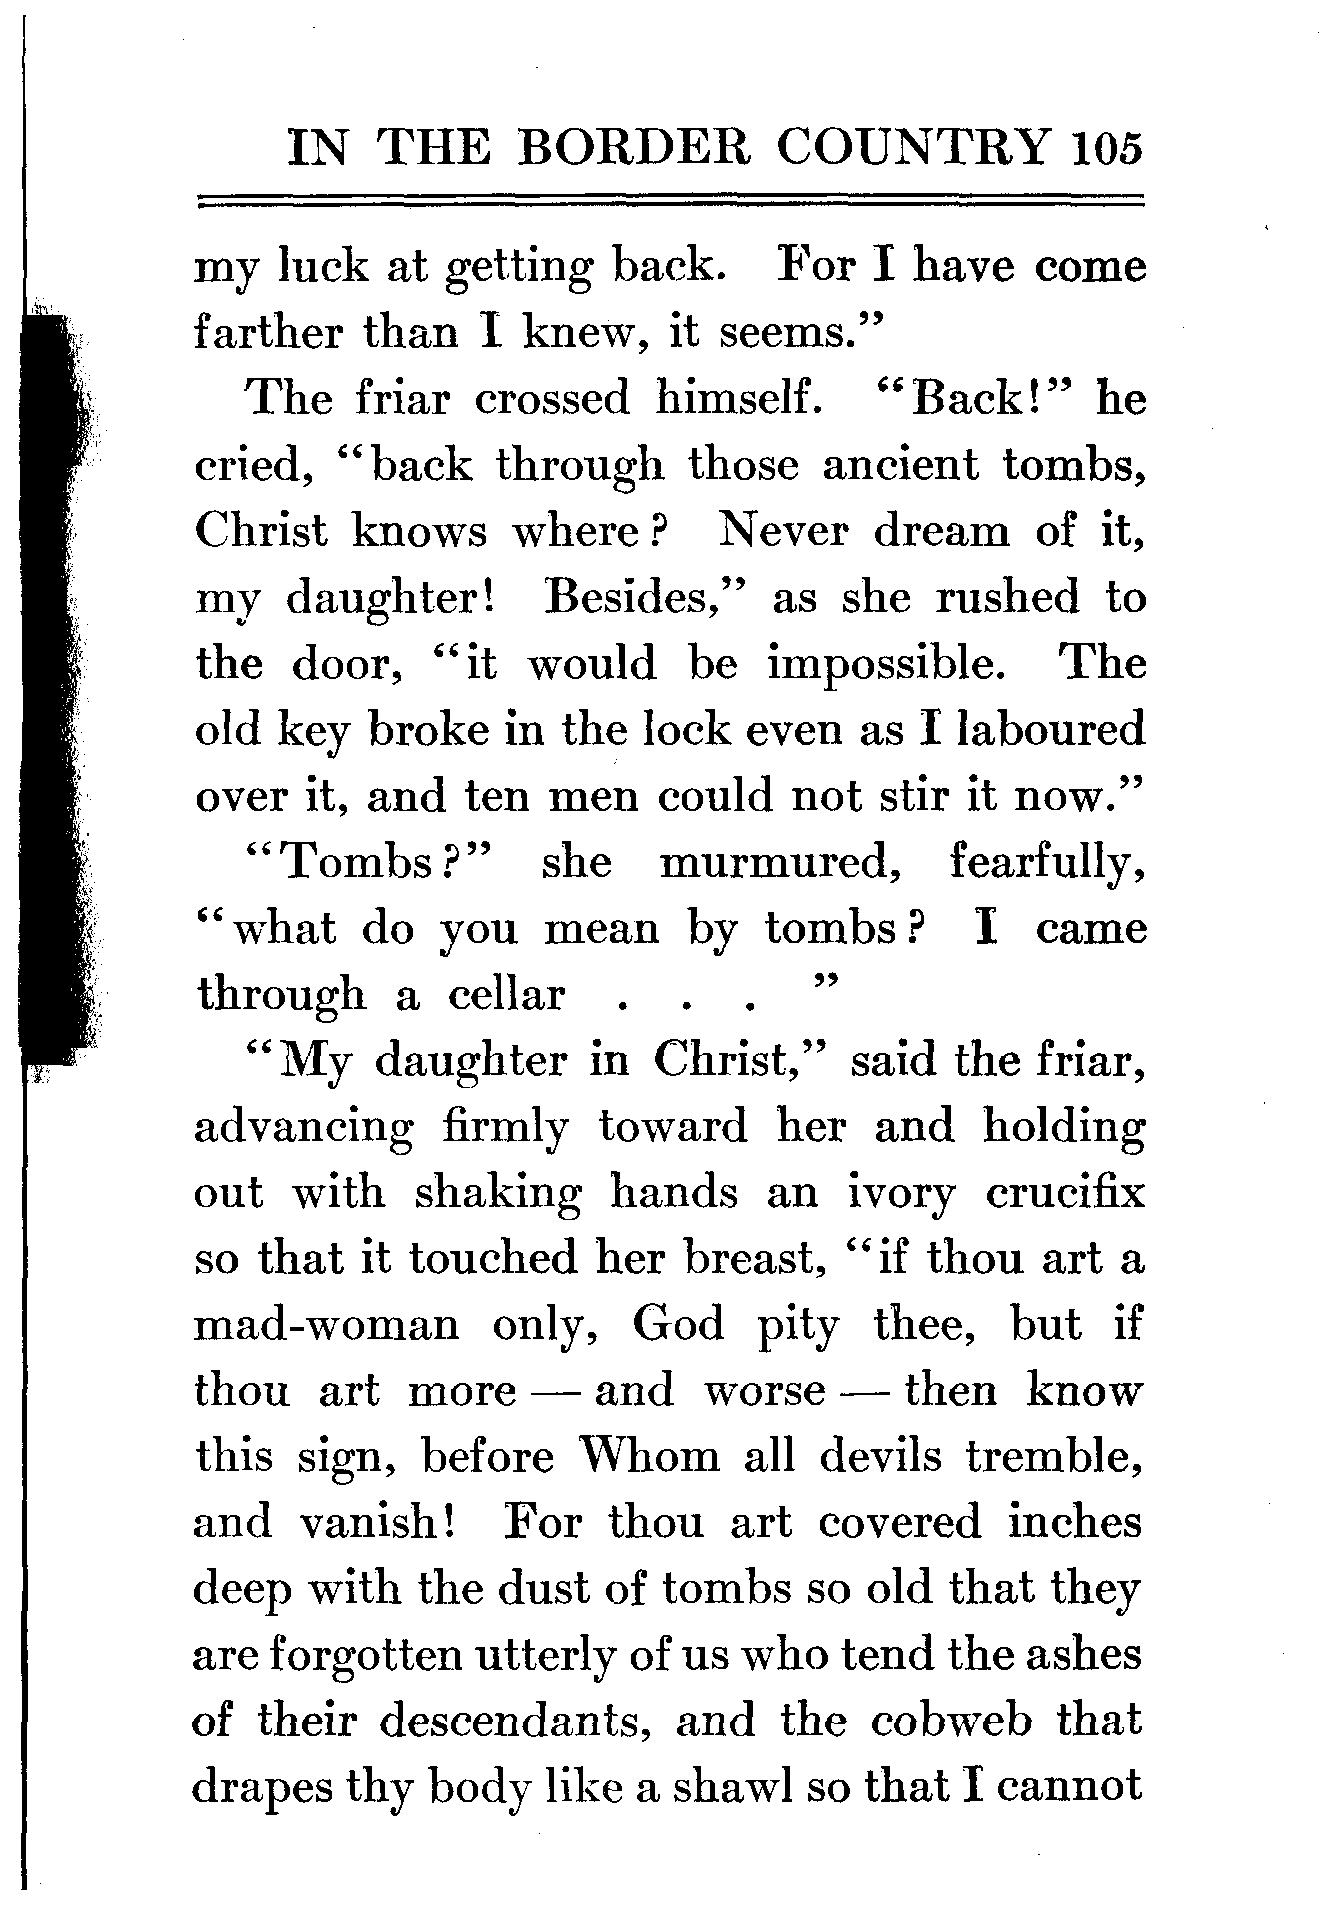 IN THE BORDER COUNTRY 105
my luck at getting back. For I have come
farther than I knew, it seems.”
The friar crossed himself. “Back!” he
cried, “back through those ancient tombs,
Christ knows where? Never dream of it,
my daughter! Besides,” as she rushed to
the door, “it would be impossible. The
old key broke in the lock even as I laboured
over it, and ten men could not stir it now.”
“Tombs?” she murmured, fearfully,
“what do you mean by tombs? I came
through a cellar . . . ”
“My daughter in Christ,” said the friar,
advancing firmly toward her and holding
out with shaking hands an ivory crucifix
so that it touched her breast, “if thou art a
mad-woman only, God pity thee, but if
thou art more — and worse — then know
this sign, before Whom all devils tremble,
and vanish! For thou art covered inches
deep with the dust of tombs so old that they
are forgotten utterly of us who tend the ashes
of their descendants, and the cobweb that
drapes thy body like a shawl so that I cannot